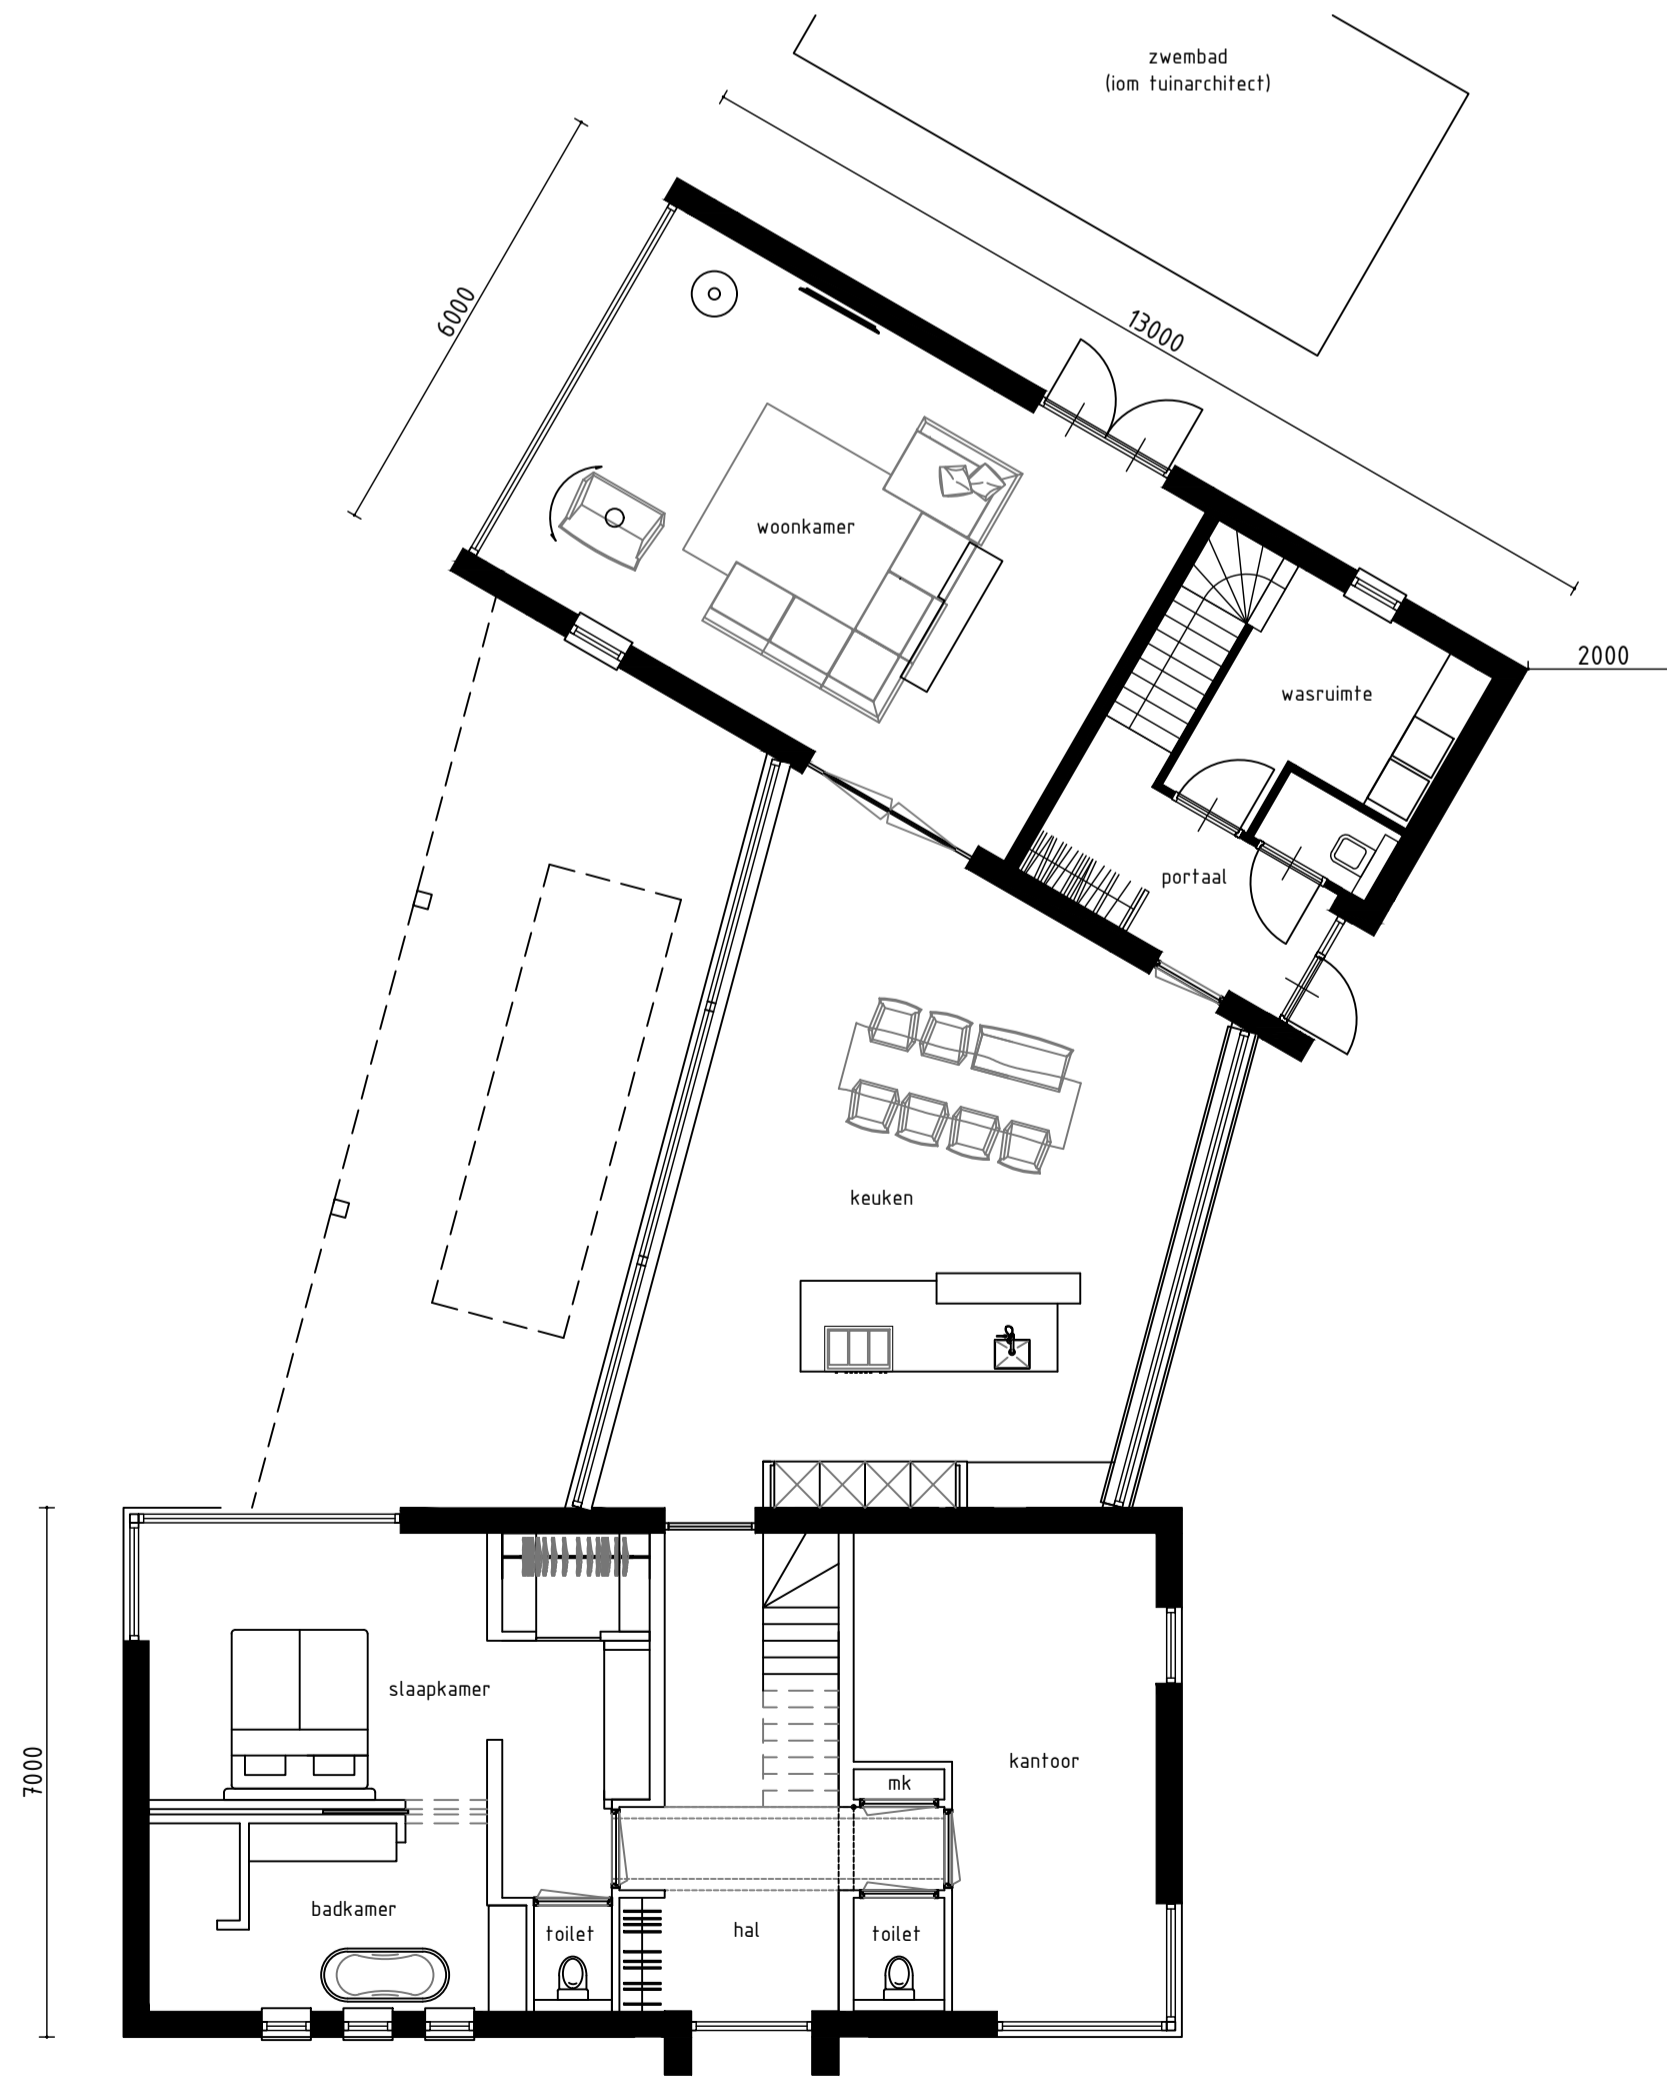 zwembad
(iom tuinarchitect)
6000
13000
woonkamer
2000
wasruimte
portaal
keuken
slaapkamer
7000
kantoor
mk
badkamer
toilet
hal
toilet